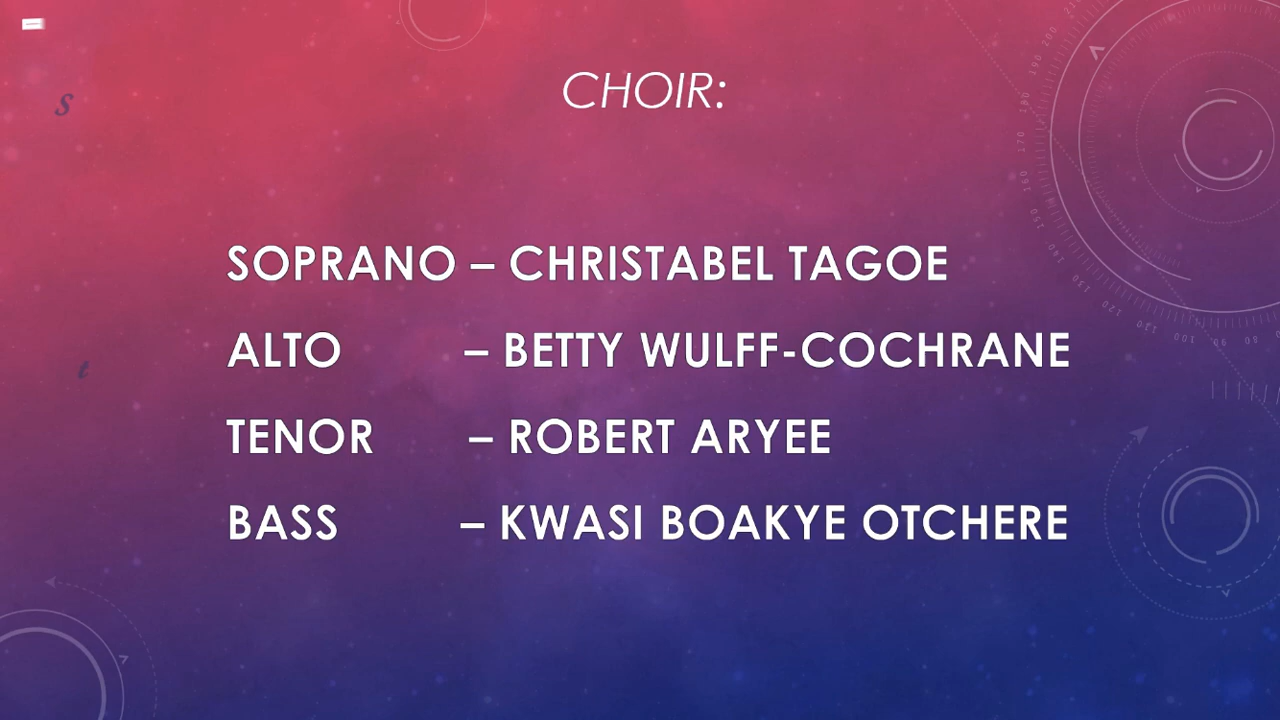 CHOIR:
S
SOPRANO – CHRISTABEL TAGOE
ALTO – BETTY WULFF-COCHRANE
t
TENOR – ROBERT ARYEE
BASS – KWASI BOAKYE OTCHERE